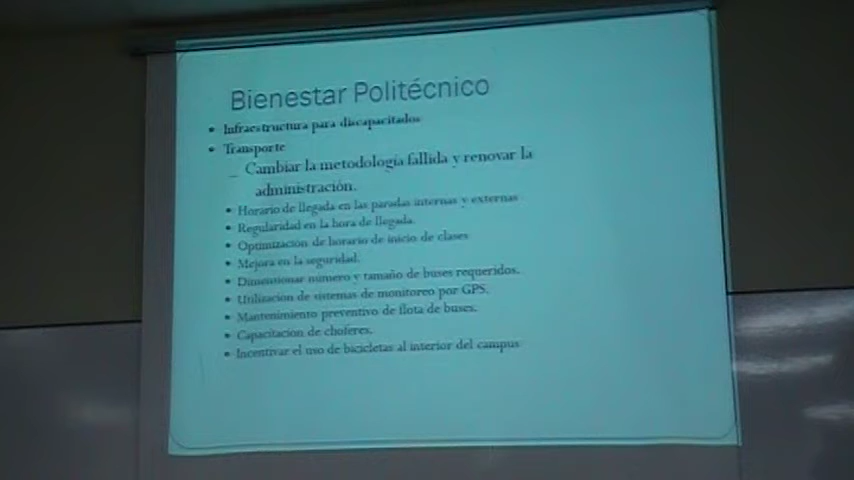 Bienestar Politécnico
• Infraestructura para discapacitados
• Transporte
– Cambiar la metodología fallida y renovar la
administración.
• Horario de llegada en las paradas internas y externas
• Regularidad en la hora de llegada.
• Optimización de horario de inicio de clases
• Mejora en la seguridad.
• Dimensionar número y tamaño de buses requeridos.
• Utilización de sistemas de monitoreo por GPS.
• Mantenimiento preventivo de flota de buses.
• Capacitacion de choferes.
• Incentivar el uso de bicicletas al interior del campus